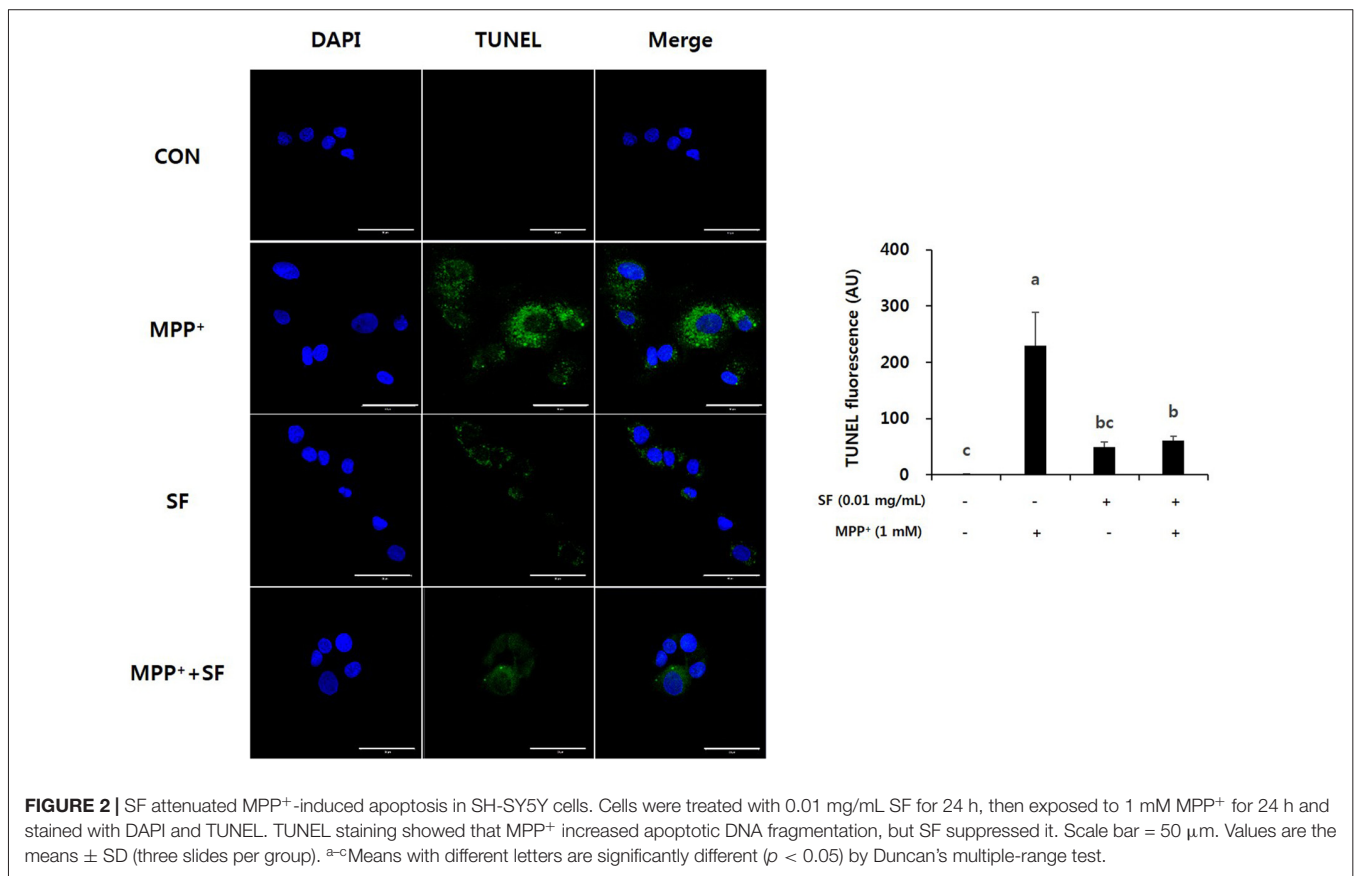 DAPI TUNEL Merge
CON
MPP⁺
SF
MPP⁺+SF
TUNEL fluorescence (AU)
400
300
200
100
0
c a bc b
SF (0.01 mg/mL) - - + +
MPP⁺ (1 mM) - + - +
FIGURE 2 | SF attenuated MPP⁺-induced apoptosis in SH-SY5Y cells. Cells were treated with 0.01 mg/mL SF for 24 h, then exposed to 1 mM MPP⁺ for 24 h and
stained with DAPI and TUNEL. TUNEL staining showed that MPP⁺ increased apoptotic DNA fragmentation, but SF suppressed it. Scale bar = 50 μm. Values are the
means ± SD (three slides per group). ᵃ⁻ᶜMeans with different letters are significantly different (p < 0.05) by Duncan's multiple-range test.